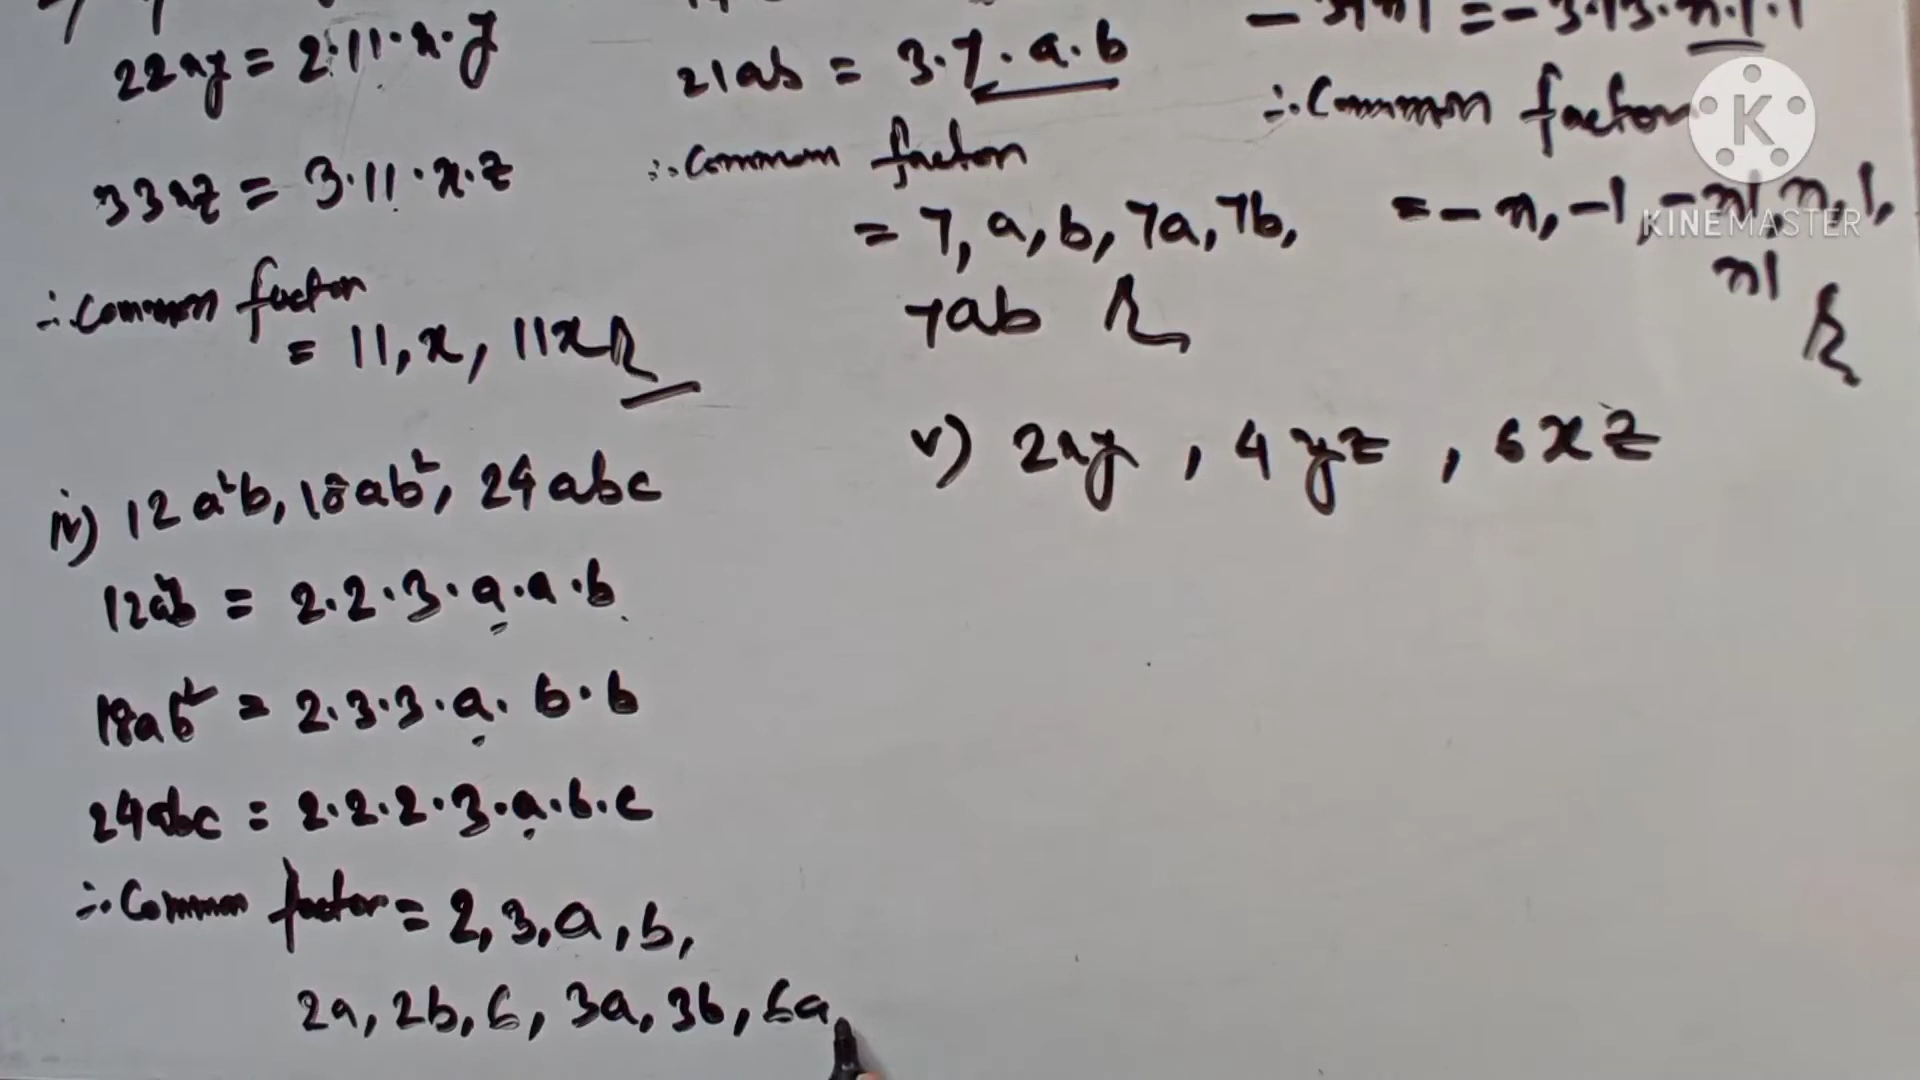 22xy = 2·11·x·y
33xz = 3·11·x·z
∴ Common factor
= 11, x, 11x
21ab = 3·7·a·b
∴ Common factor
= 7, a, b, 7a, 7b,
7ab
∴ Common factor
= -n, -1, -nl, n, l,
nl
K
KINEMASTER
iv) 12a²b, 18ab², 24abc
12a²b = 2·2·3·a·a·b
18ab² = 2·3·3·a·b·b
24abc = 2·2·2·3·a·b·c
∴ Common factor = 2, 3, a, b,
2a, 2b, 6, 3a, 3b, 6a,
v) 2xy, 4yz, 6xz